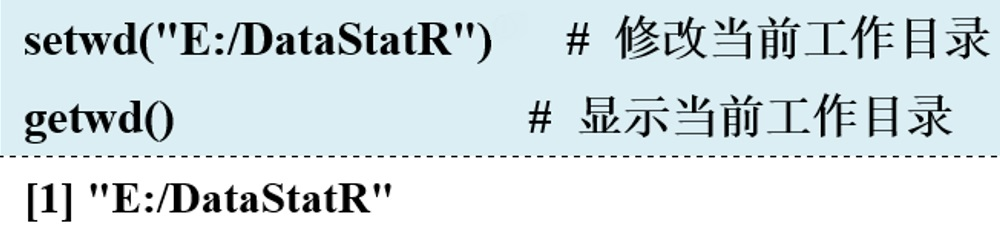 setwd("E:/DataStatR") # 修改当前工作目录
getwd() # 显示当前工作目录
[1] "E:/DataStatR"